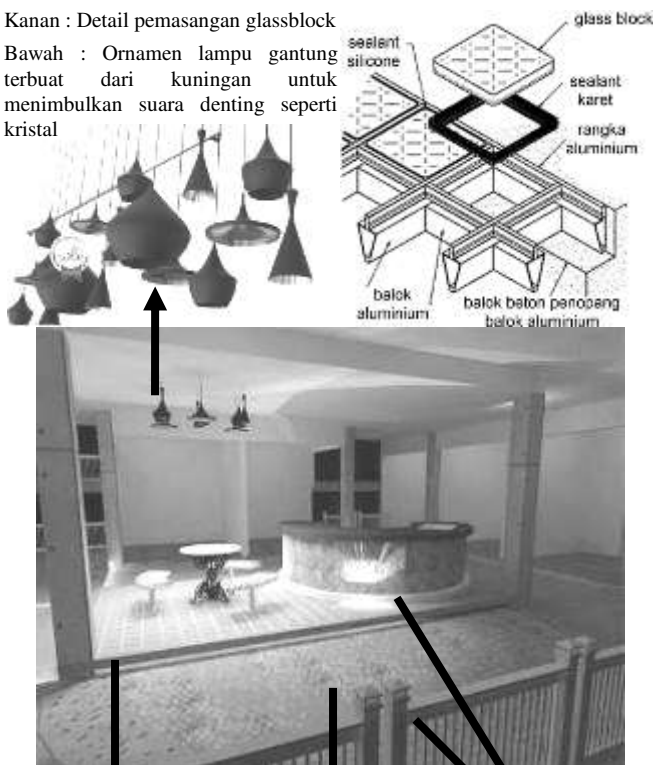 Kanan : Detail pemasangan glassblock
Bawah : Ornamen lampu gantung
terbuat dari kuningan untuk
menimbulkan suara denting seperti
kristal
glass block
sealant
silicone
sealant
karet
rangka
aluminium
balok
aluminium
balok beton penopang
balok aluminium